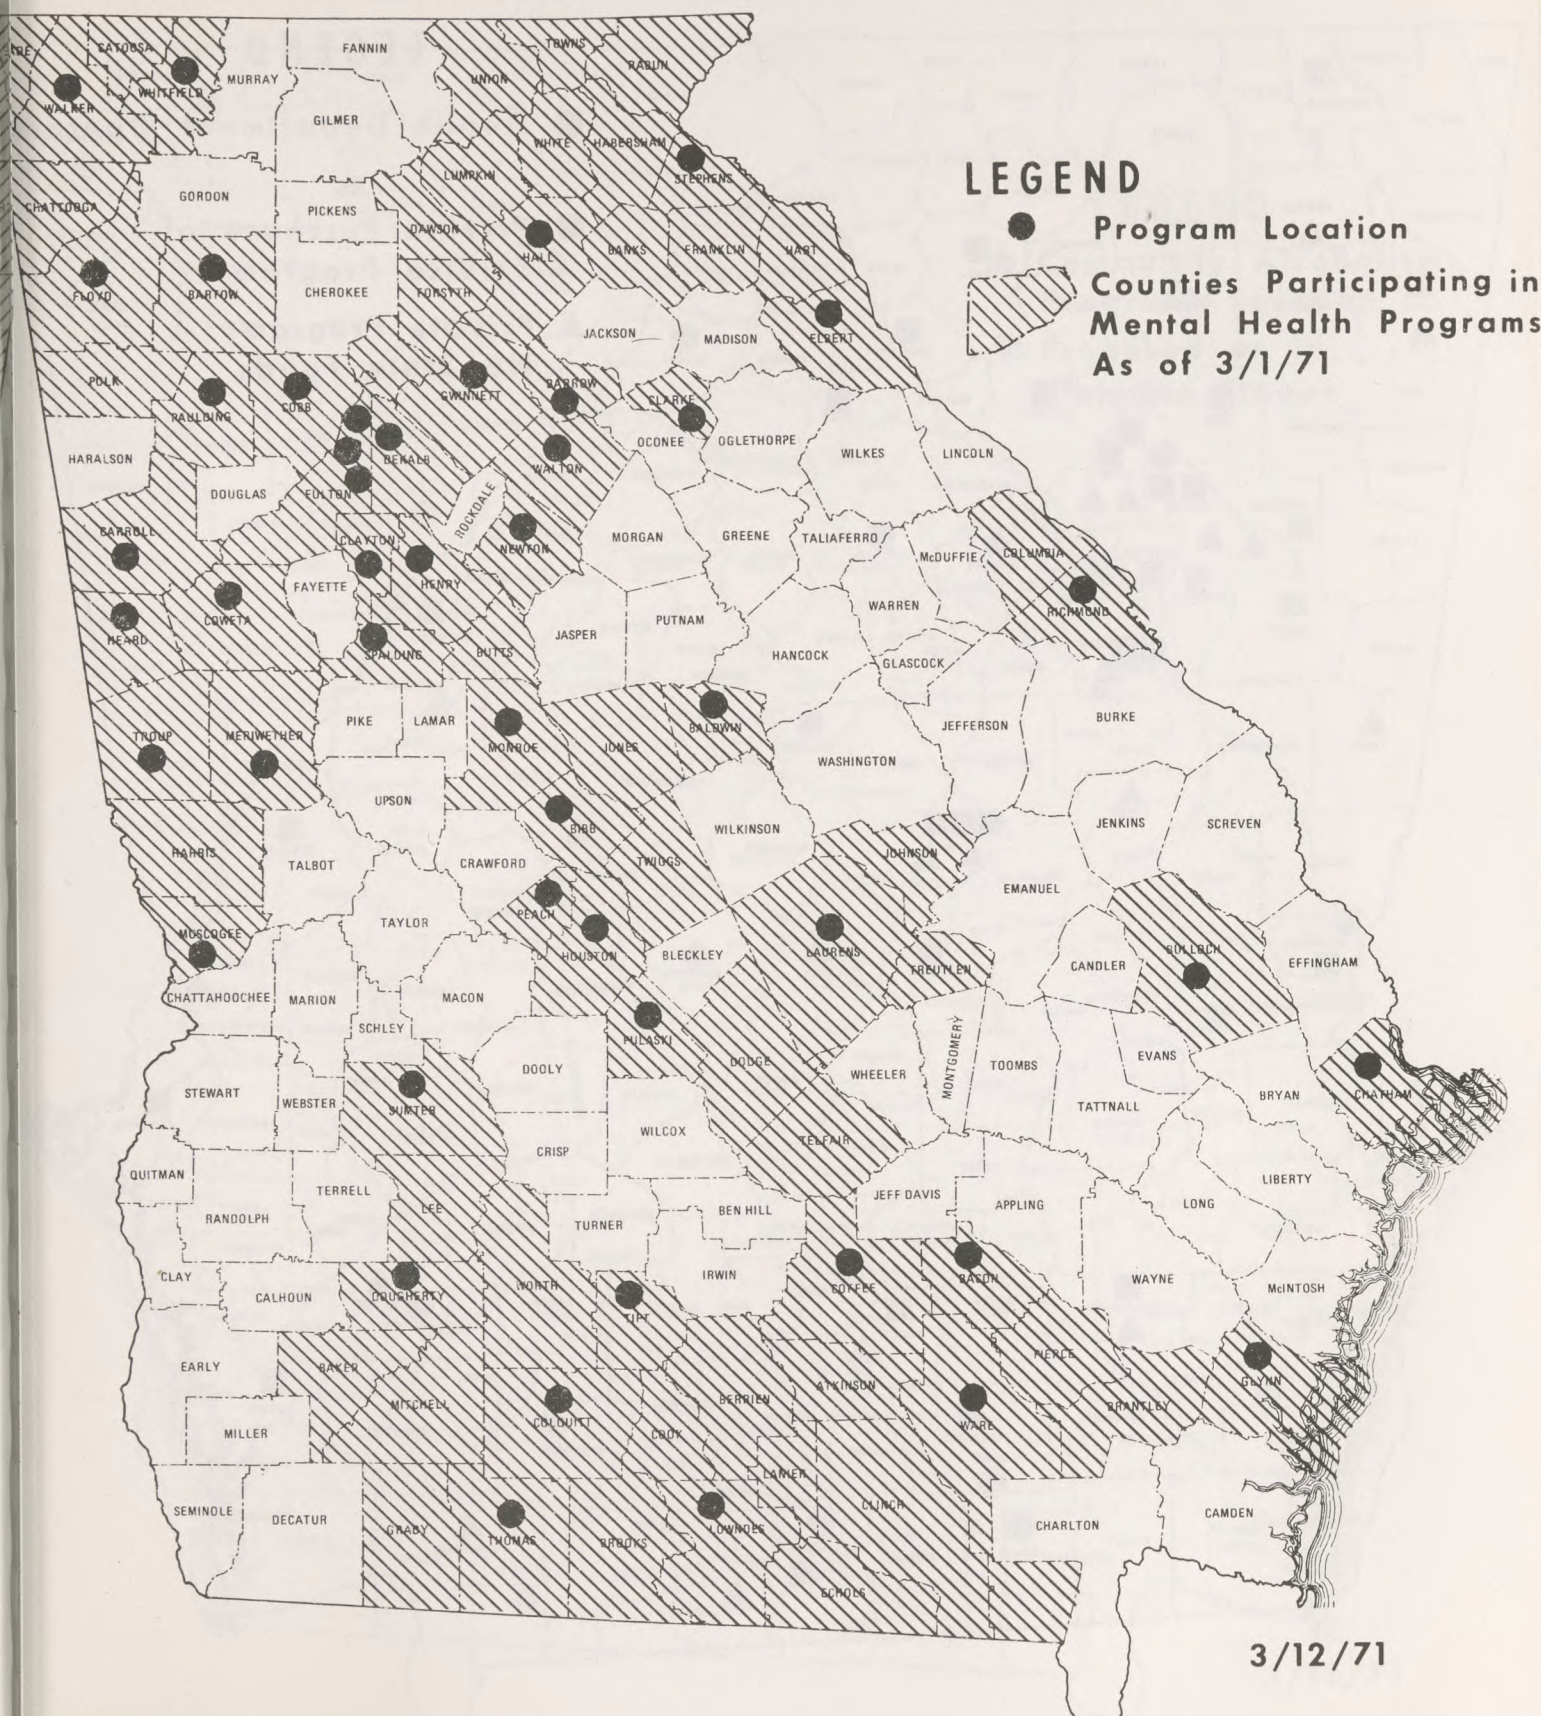 LEGEND
Program Location
Counties Participating in
Mental Health Programs
As of 3/1/71
DE
CATOOSA
WALKER
WHITFIELD
MURRAY
FANNIN
GILMER
UNION
TOWNS
RABUN
WHITE
HABERSHAM
LUMPKIN
STEPHENS
CHATTOOGA
GORDON
PICKENS
DAWSON
HALL
BANKS
FRANKLIN
HART
FLOYD
BARTOW
CHEROKEE
FORSYTH
JACKSON
MADISON
ELBERT
POLK
PAULDING
COBB
GWINNETT
BARROW
CLARKE
OCONEE
OGLETHORPE
WILKES
LINCOLN
HARALSON
DOUGLAS
FULTON
DEKALB
WALTON
ROCKDALE
NEWTON
MORGAN
GREENE
TALIAFERRO
McDUFFIE
COLUMBIA
RICHMOND
CARROLL
CLAYTON
HENRY
FAYETTE
HEARD
COWETA
SPALDING
BUTTS
JASPER
PUTNAM
WARREN
HANCOCK
GLASCOCK
TROUP
MERIWETHER
PIKE
LAMAR
MONROE
JONES
BALDWIN
WASHINGTON
JEFFERSON
BURKE
UPSON
BIBB
WILKINSON
JENKINS
SCREVEN
HARRIS
TALBOT
CRAWFORD
TWIGGS
JOHNSON
EMANUEL
MUSCOGEE
TAYLOR
PEACH
HOUSTON
BLECKLEY
LAURENS
TREUTLEN
CANDLER
BULLOCH
EFFINGHAM
CHATTAHOOCHEE
MARION
MACON
SCHLEY
PULASKI
DODGE
WHEELER
MONTGOMERY
TOOMBS
EVANS
BRYAN
CHATHAM
STEWART
WEBSTER
SUMTER
DOOLY
TATTNALL
CRISP
WILCOX
TELFAIR
QUITMAN
TERRELL
LEE
RANDOLPH
TURNER
BEN HILL
JEFF DAVIS
APPLING
LONG
LIBERTY
CLAY
CALHOUN
DOUGHERTY
WORTH
TIFT
IRWIN
COFFEE
BACON
WAYNE
McINTOSH
EARLY
BAKER
MITCHELL
COLQUITT
BERRIEN
ATKINSON
PIERCE
BRANTLEY
GLYNN
MILLER
COOK
WARE
LANIER
CLINCH
SEMINOLE
DECATUR
GRADY
THOMAS
BROOKS
LOWNDES
ECHOLS
CHARLTON
CAMDEN
3/12/71